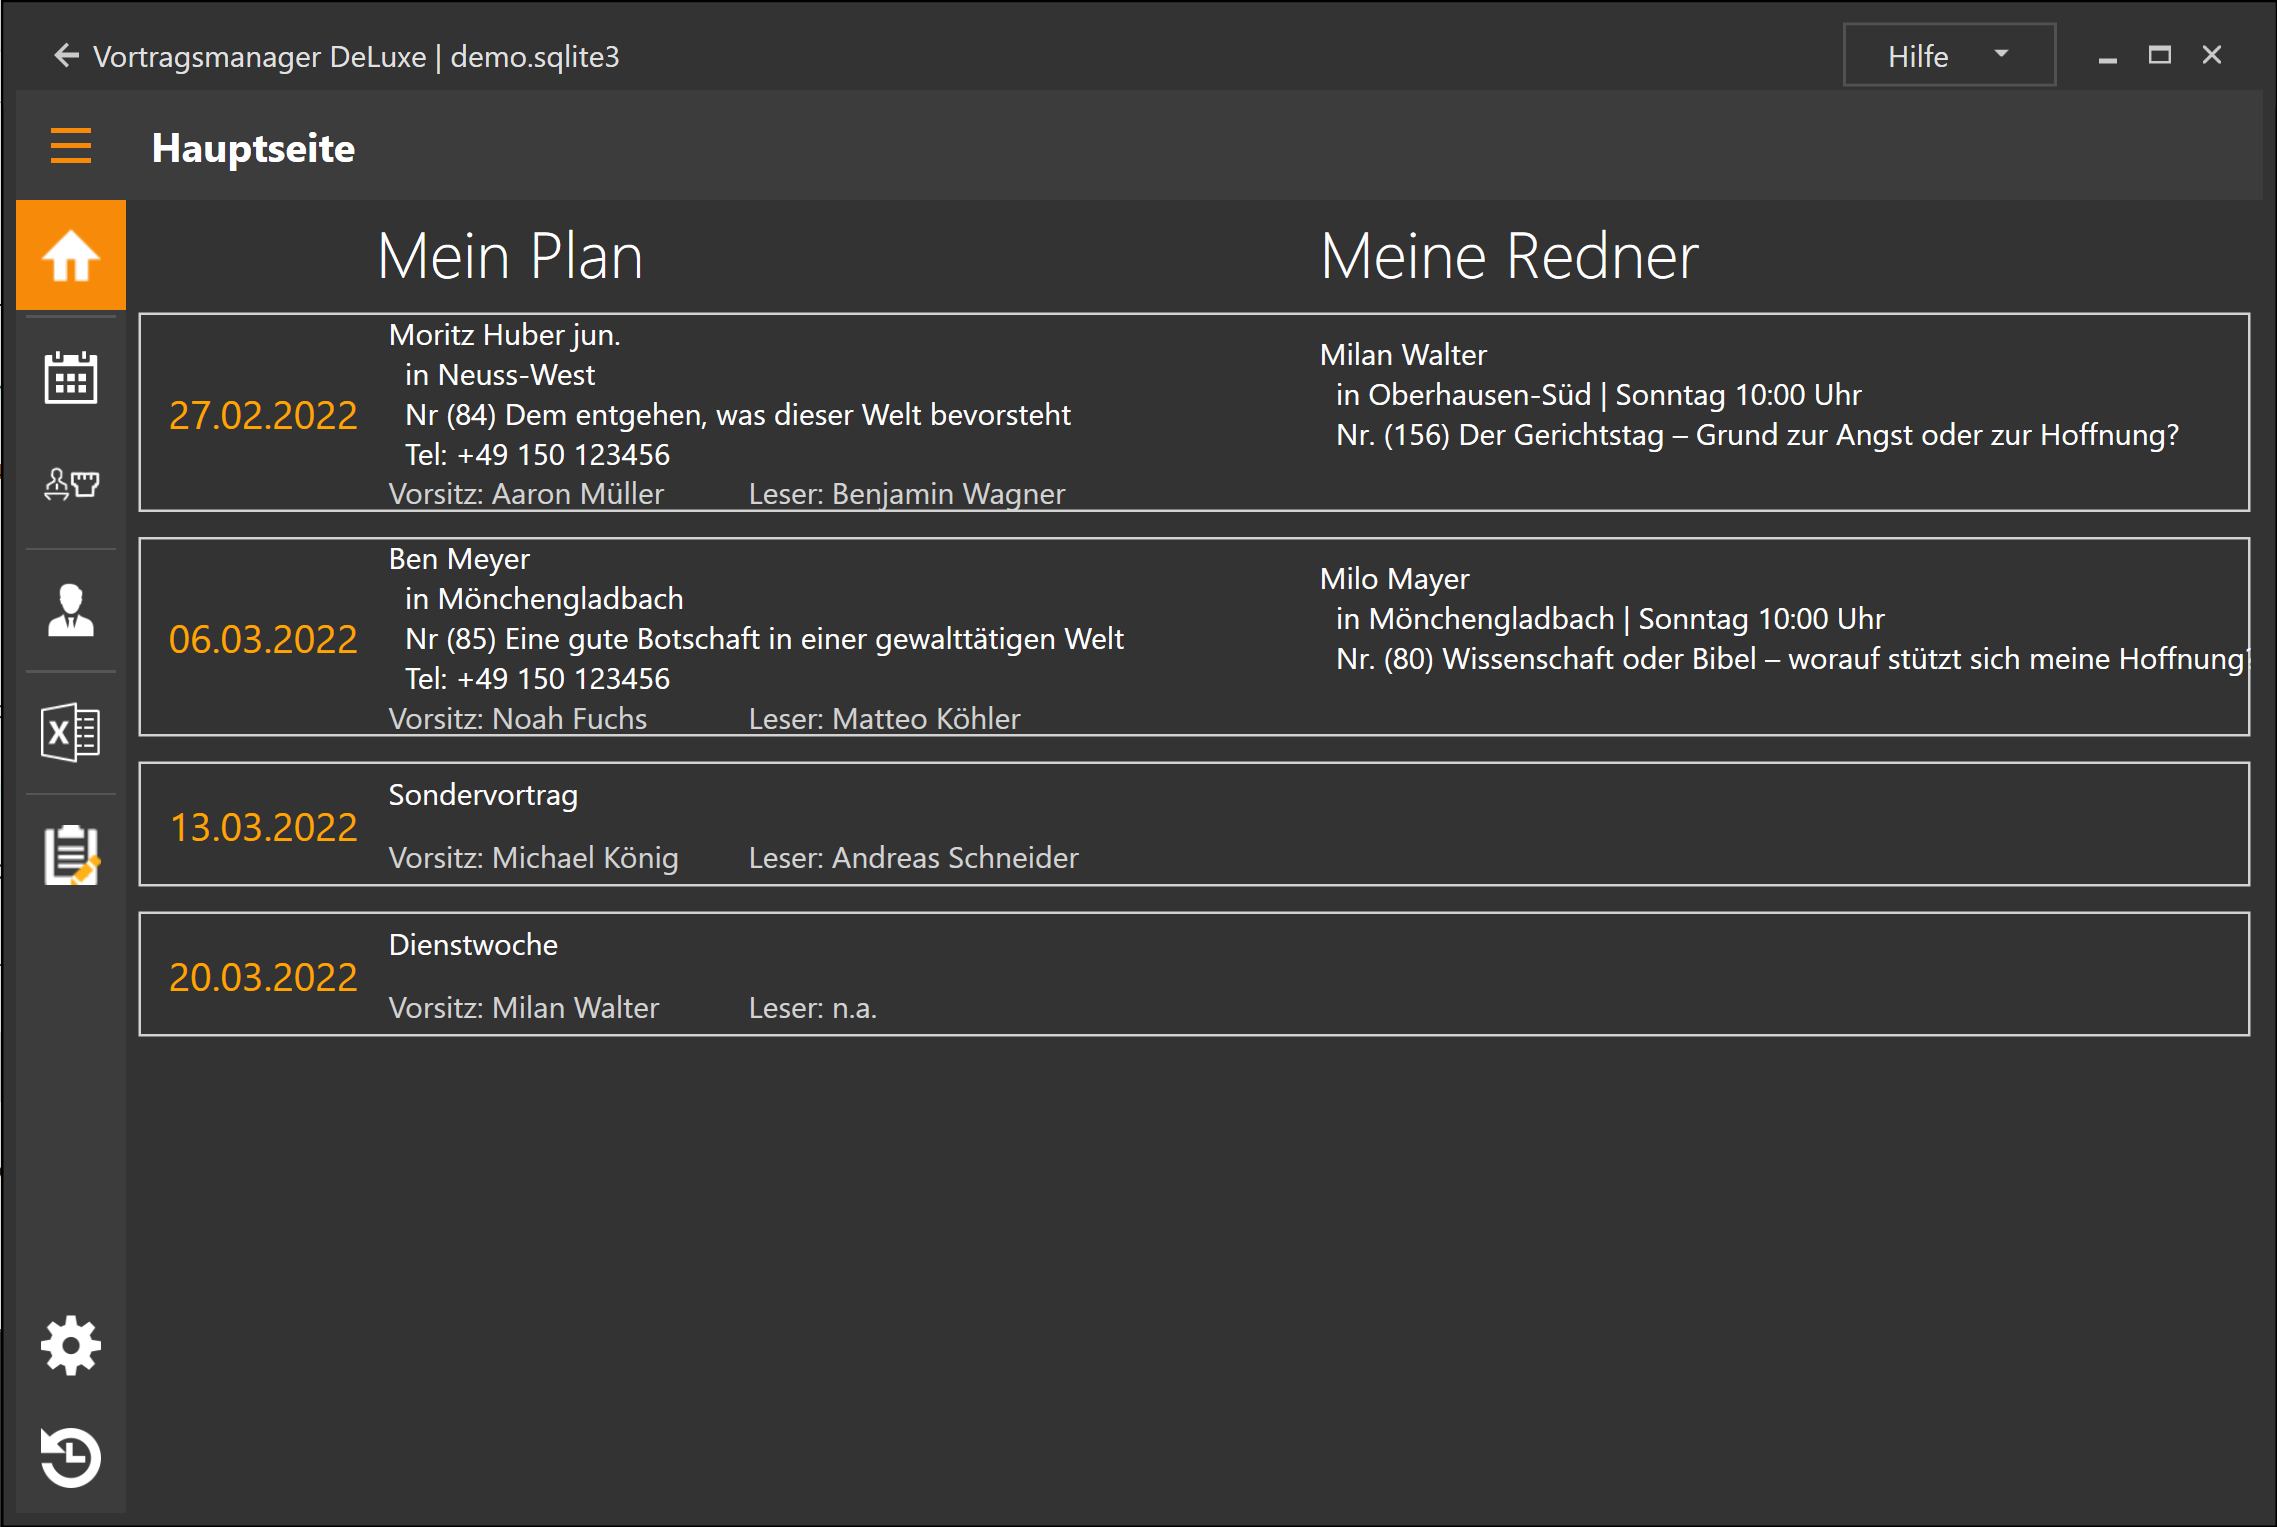 Vortragsmanager DeLuxe | demo.sqlite3
Hilfe
Hauptseite
Mein Plan
Meine Redner
27.02.2022
Moritz Huber jun.
in Neuss-West
Nr (84) Dem entgehen, was dieser Welt bevorsteht
Tel: +49 150 123456
Vorsitz: Aaron Müller Leser: Benjamin Wagner
Milan Walter
in Oberhausen-Süd | Sonntag 10:00 Uhr
Nr. (156) Der Gerichtstag – Grund zur Angst oder zur Hoffnung?
06.03.2022
Ben Meyer
in Mönchengladbach
Nr (85) Eine gute Botschaft in einer gewalttätigen Welt
Tel: +49 150 123456
Vorsitz: Noah Fuchs Leser: Matteo Köhler
Milo Mayer
in Mönchengladbach | Sonntag 10:00 Uhr
Nr. (80) Wissenschaft oder Bibel – worauf stützt sich meine Hoffnung?
13.03.2022
Sondervortrag
Vorsitz: Michael König Leser: Andreas Schneider
20.03.2022
Dienstwoche
Vorsitz: Milan Walter Leser: n.a.
X